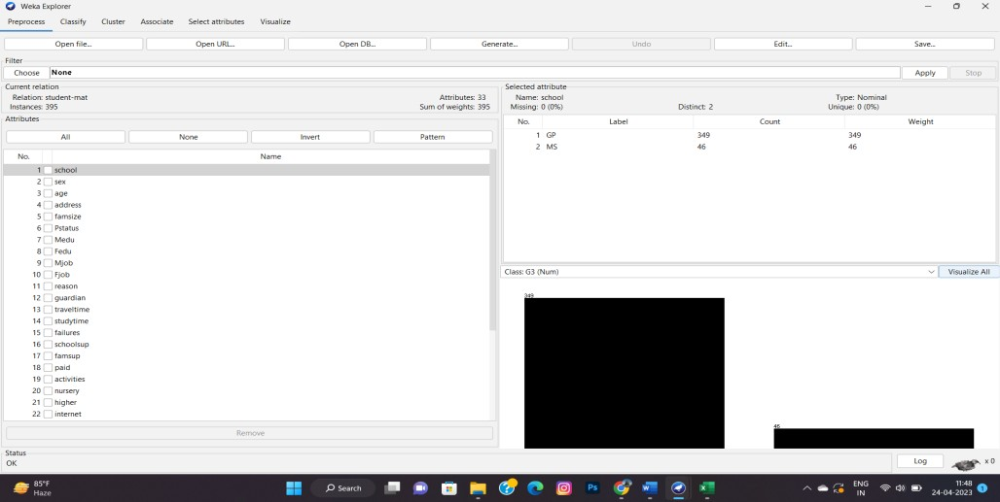 Weka Explorer
Preprocess Classify Cluster Associate Select attributes Visualize
Open file... Open URL... Open DB... Generate... Undo Edit... Save...
Filter
Choose None Apply Stop
Current relation
Relation: student-mat Attributes: 33
Instances: 395 Sum of weights: 395
Attributes
All None Invert Pattern
No. Name
1 school
2 sex
3 age
4 address
5 famsize
6 Pstatus
7 Medu
8 Fedu
9 Mjob
10 Fjob
11 reason
12 guardian
13 traveltime
14 studytime
15 failures
16 schoolsup
17 famsup
18 paid
19 activities
20 nursery
21 higher
22 internet
Remove
Selected attribute
Name: school Type: Nominal
Missing: 0 (0%) Distinct: 2 Unique: 0 (0%)
No. Label Count Weight
1 GP 349 349
2 MS 46 46
Class: G3 (Num) Visualize All
349
46
Status
OK
Log x 0
85°F
Haze
Search
Ps
ENG
IN
11:48
24-04-2023
1